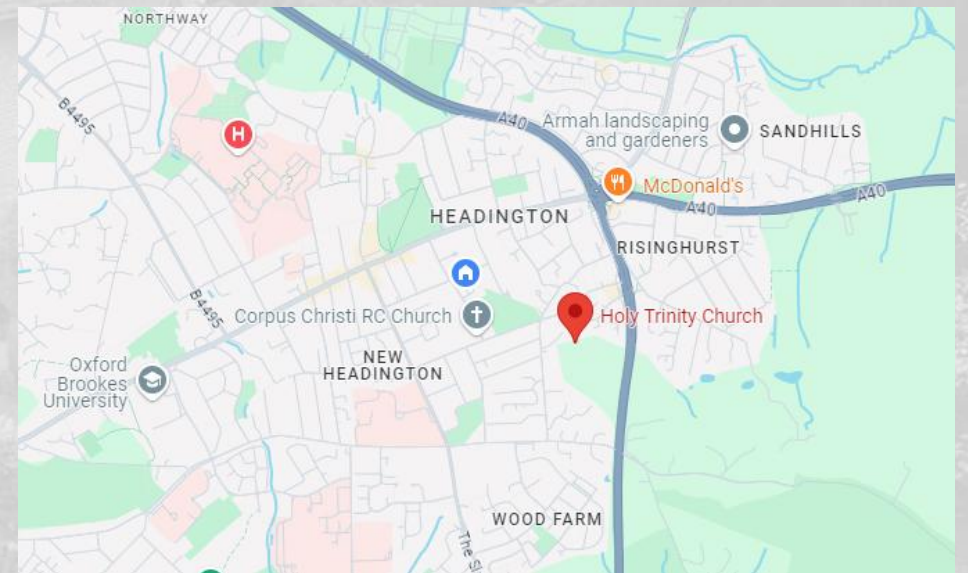 NORTHWAY
B4495
H
A40
Armah landscaping
and gardeners
SANDHILLS
McDonald's
A40
A40
HEADINGTON
RISINGHURST
B4495
Corpus Christi RC Church
Holy Trinity Church
NEW
HEADINGTON
Oxford
Brookes
University
WOOD FARM